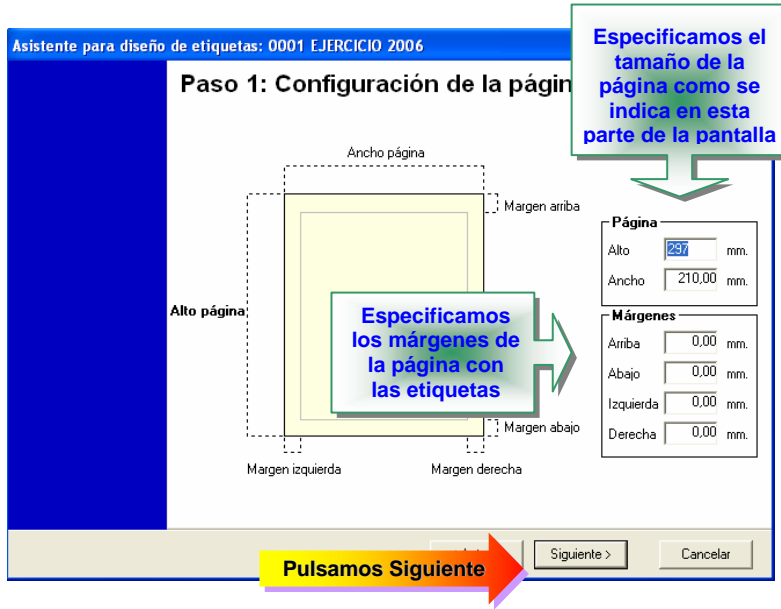 Asistente para diseño de etiquetas: 0001 EJERCICIO 2006
Especificamos el
tamaño de la
página como se
indica en esta
parte de la pantalla
Paso 1: Configuración de la págin
Ancho página
Margen arriba
Alto página
Margen abajo
Margen izquierda
Margen derecha
Página
Alto 297 mm.
Ancho 210,00 mm.
Especificamos
los márgenes de
la página con
las etiquetas
Márgenes
Arriba 0,00 mm.
Abajo 0,00 mm.
Izquierda 0,00 mm.
Derecha 0,00 mm.
Pulsamos Siguiente
Siguiente >
Cancelar